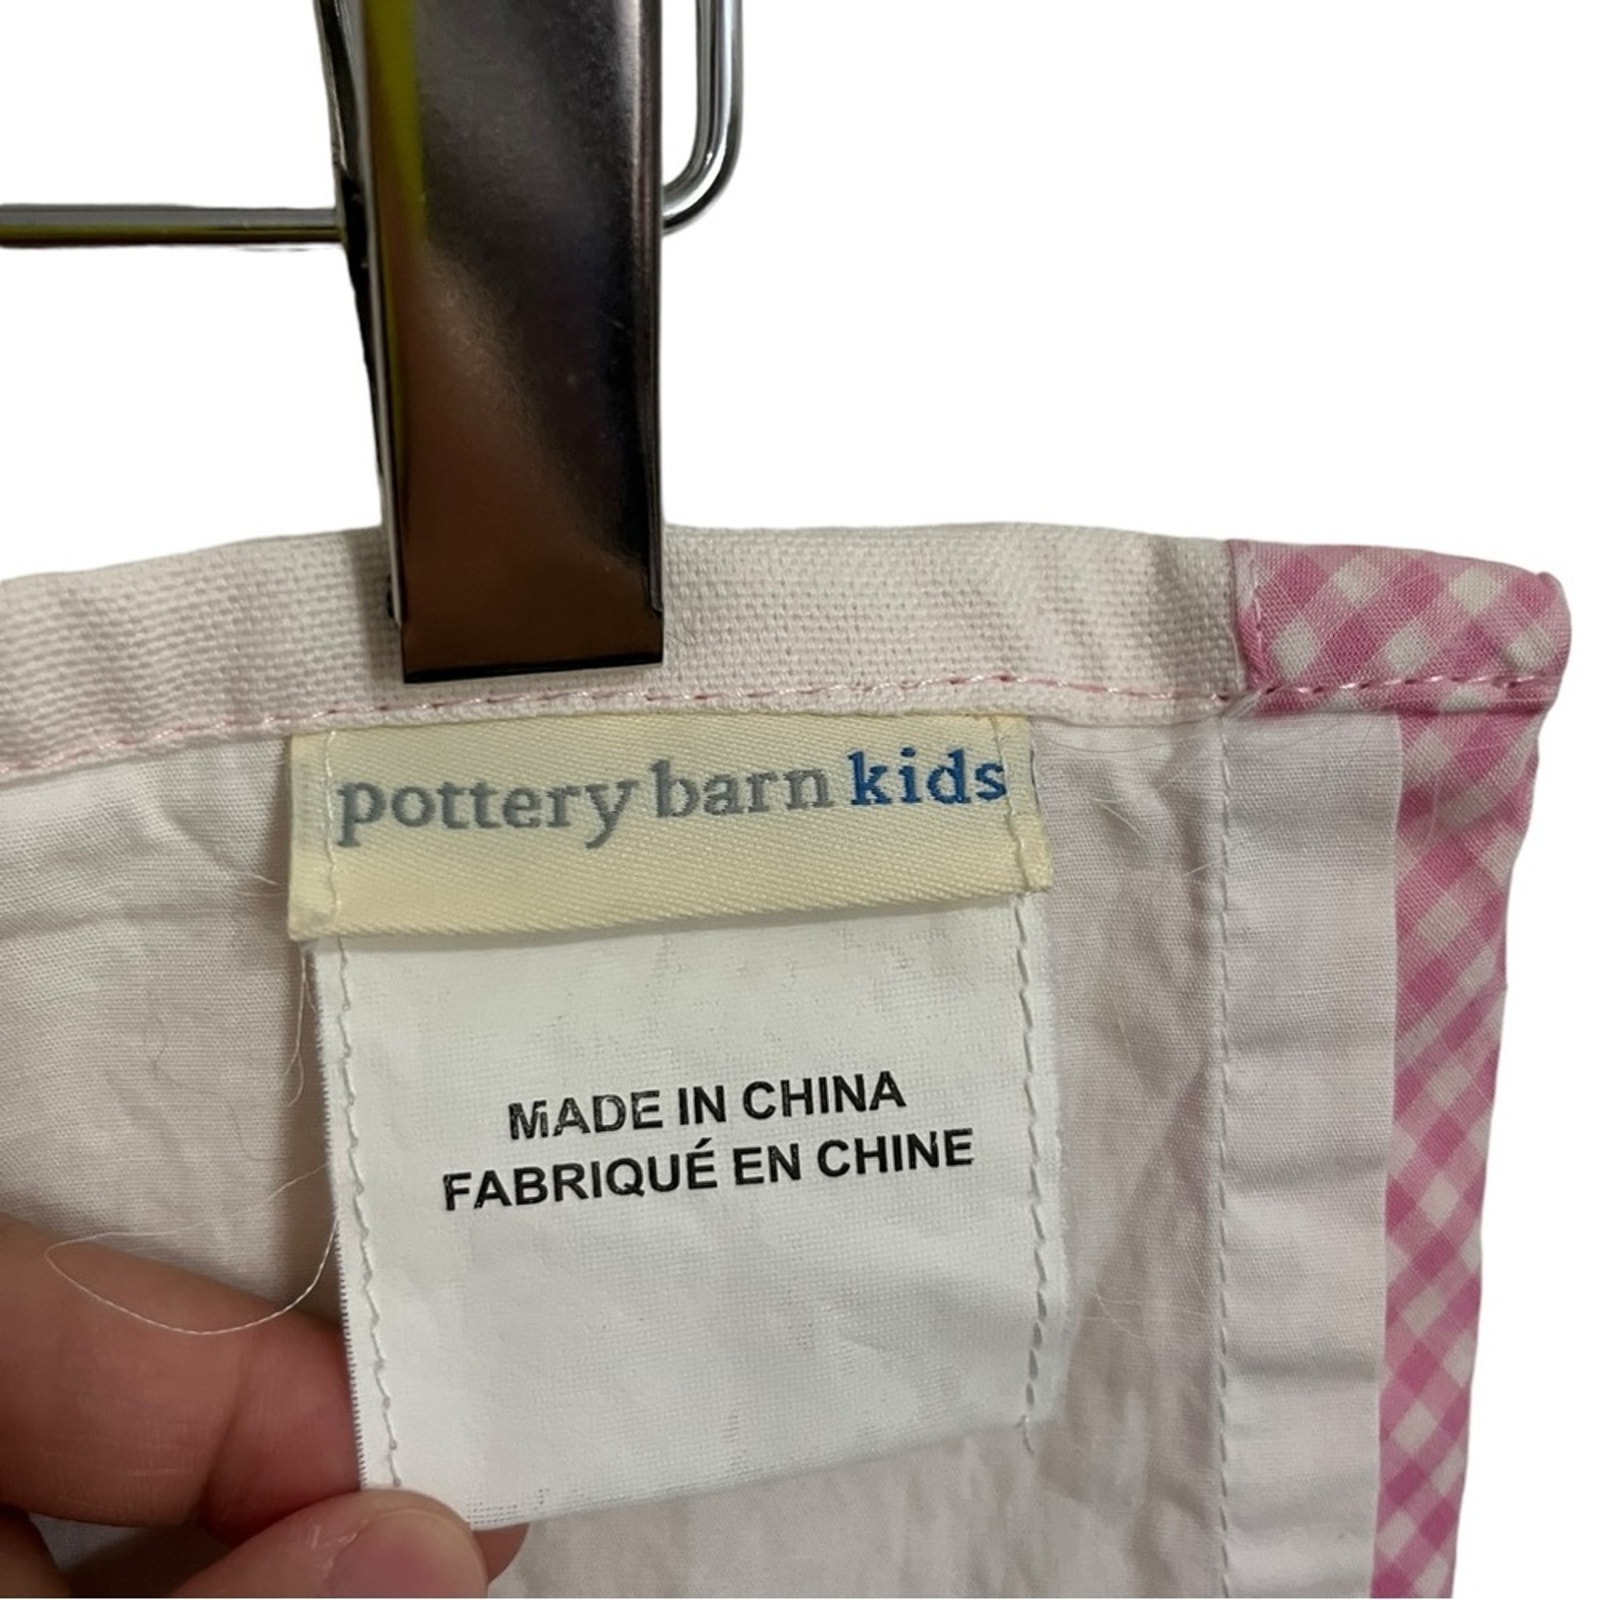 pottery barn kids
MADE IN CHINA
FABRIQUÉ EN CHINE